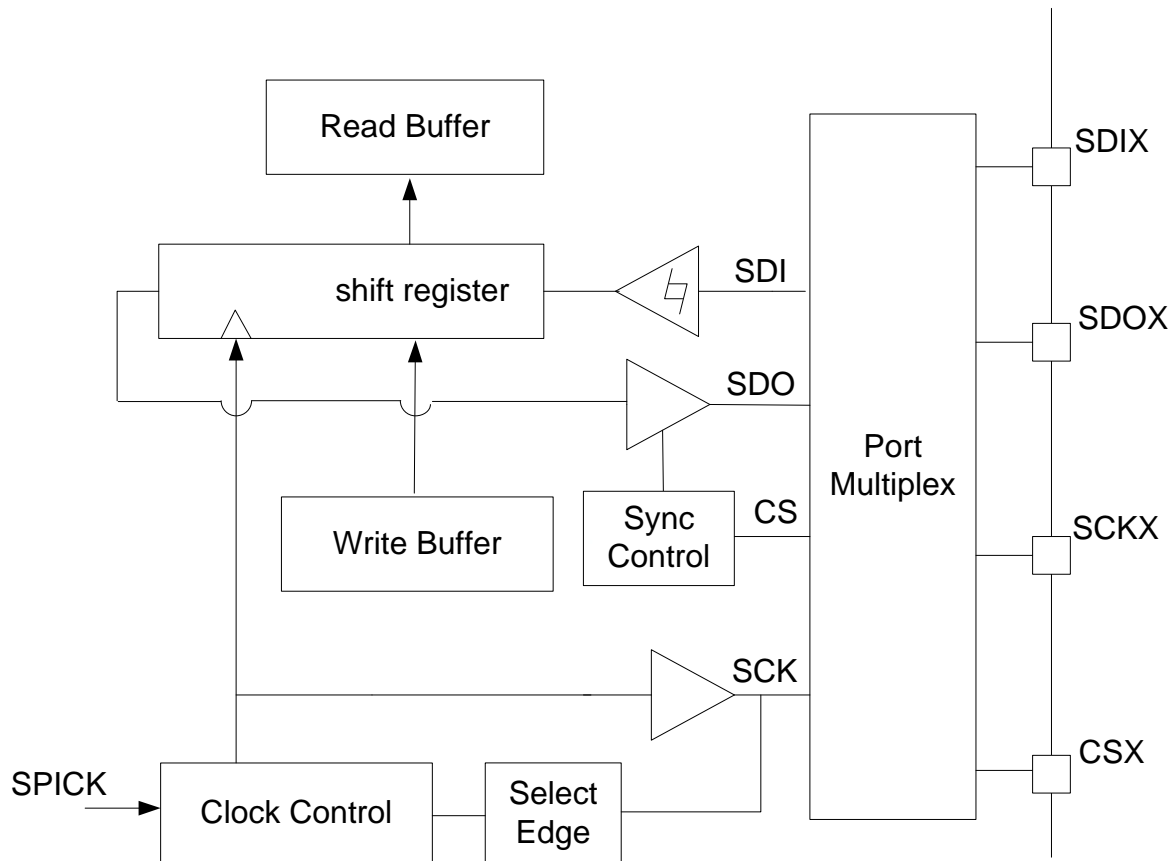 Read Buffer
SDIX
shift register
SDI
SDOX
SDO
Port
Multiplex
CS
Sync
Control
Write Buffer
SCKX
SCK
CSX
SPICK
Clock Control
Select
Edge